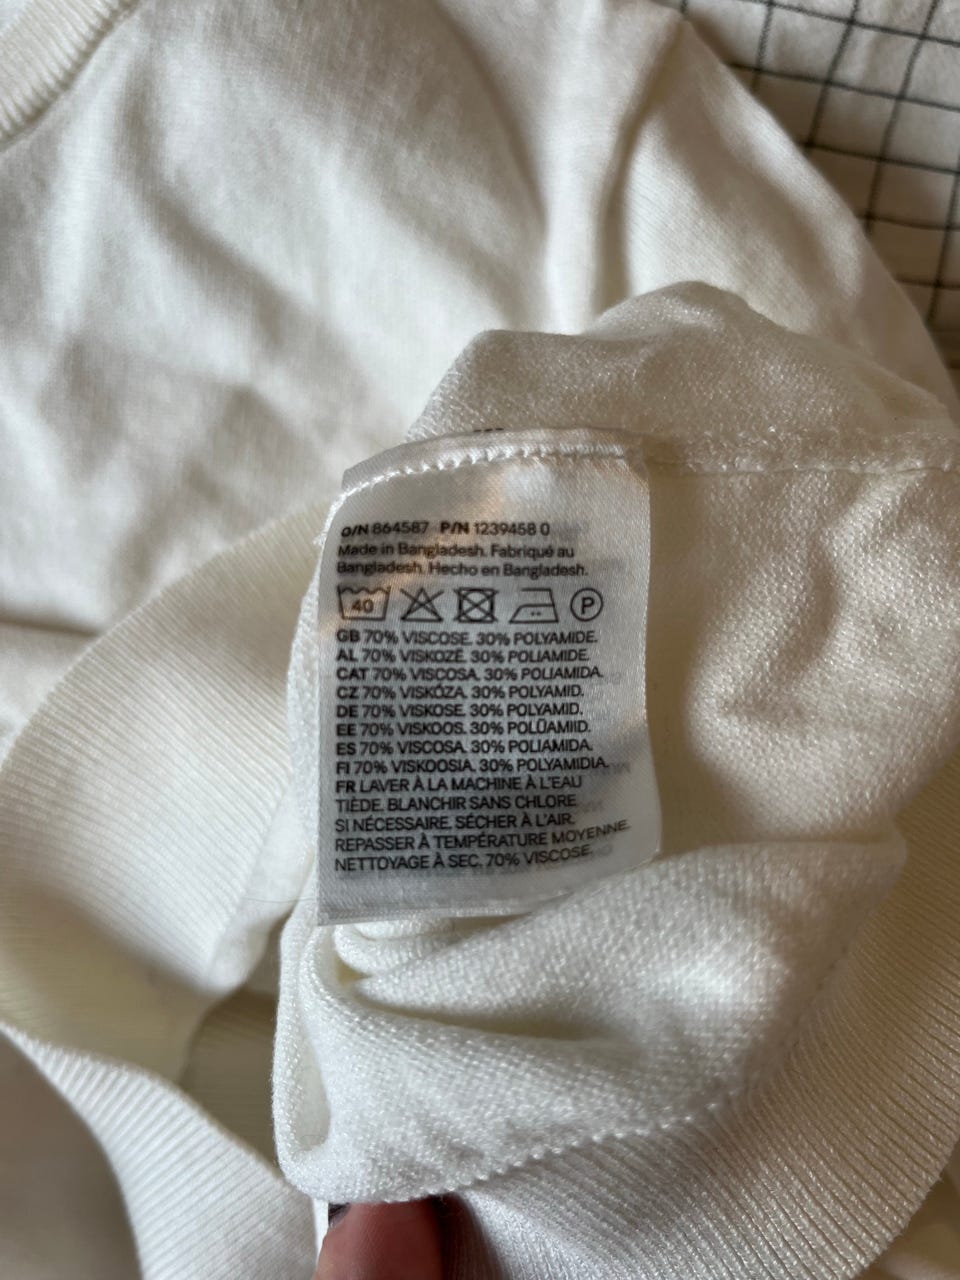 O/N 864587 P/N 1239458 0
Made in Bangladesh. Fabriqué au
Bangladesh. Hecho en Bangladesh.
40 P
GB 70% VISCOSE. 30% POLYAMIDE.
AL 70% VISKOZË. 30% POLIAMIDE.
CAT 70% VISCOSA. 30% POLIAMIDA.
CZ 70% VISKÓZA. 30% POLYAMID.
DE 70% VISKOSE. 30% POLYAMID.
EE 70% VISKOOS. 30% POLÜAMIID.
ES 70% VISCOSA. 30% POLIAMIDA.
FI 70% VISKOOSIA. 30% POLYAMIDIA.
FR LAVER À LA MACHINE À L'EAU
TIÈDE. BLANCHIR SANS CHLORE
SI NÉCESSAIRE. SÉCHER À L'AIR.
REPASSER À TEMPÉRATURE MOYENNE.
NETTOYAGE À SEC. 70% VISCOSE.